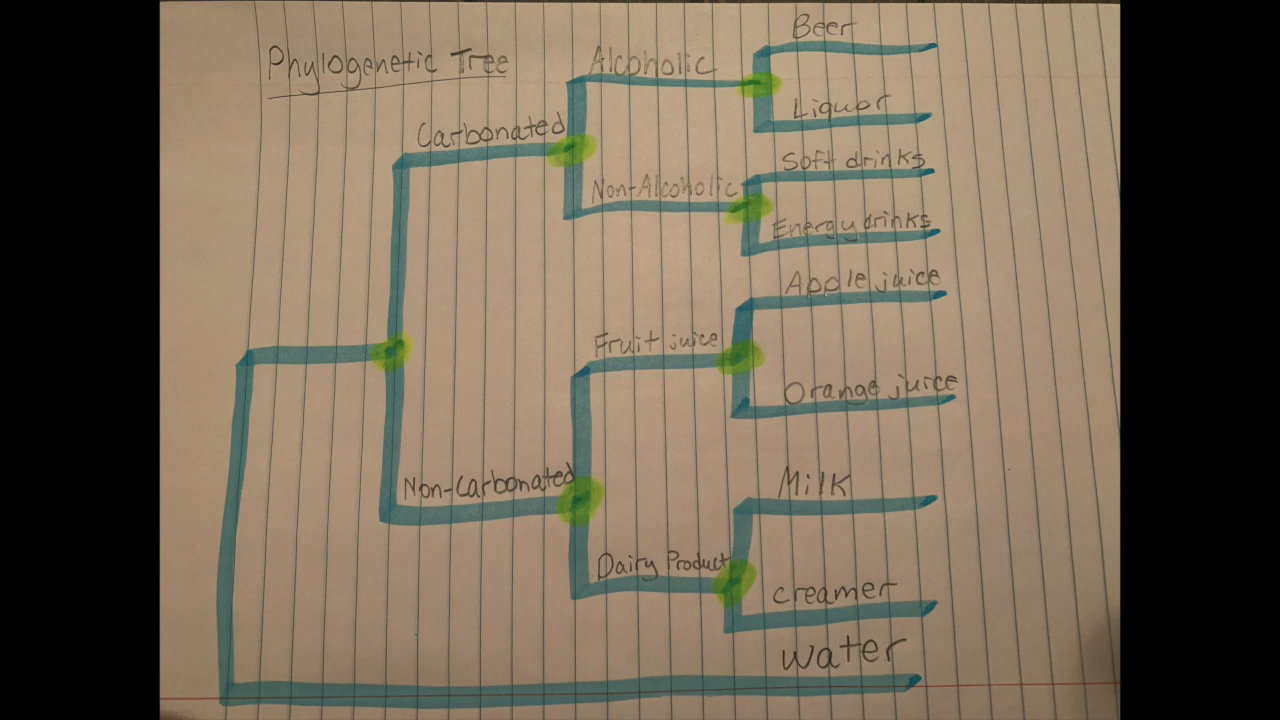 Phylogenetic Tree
Beer
Alcoholic
Liquor
Carbonated
Soft drinks
Non-Alcoholic
Energy drinks
Apple juice
Fruit juice
Orange juice
Non-Carbonated
Milk
Dairy Product
creamer
water